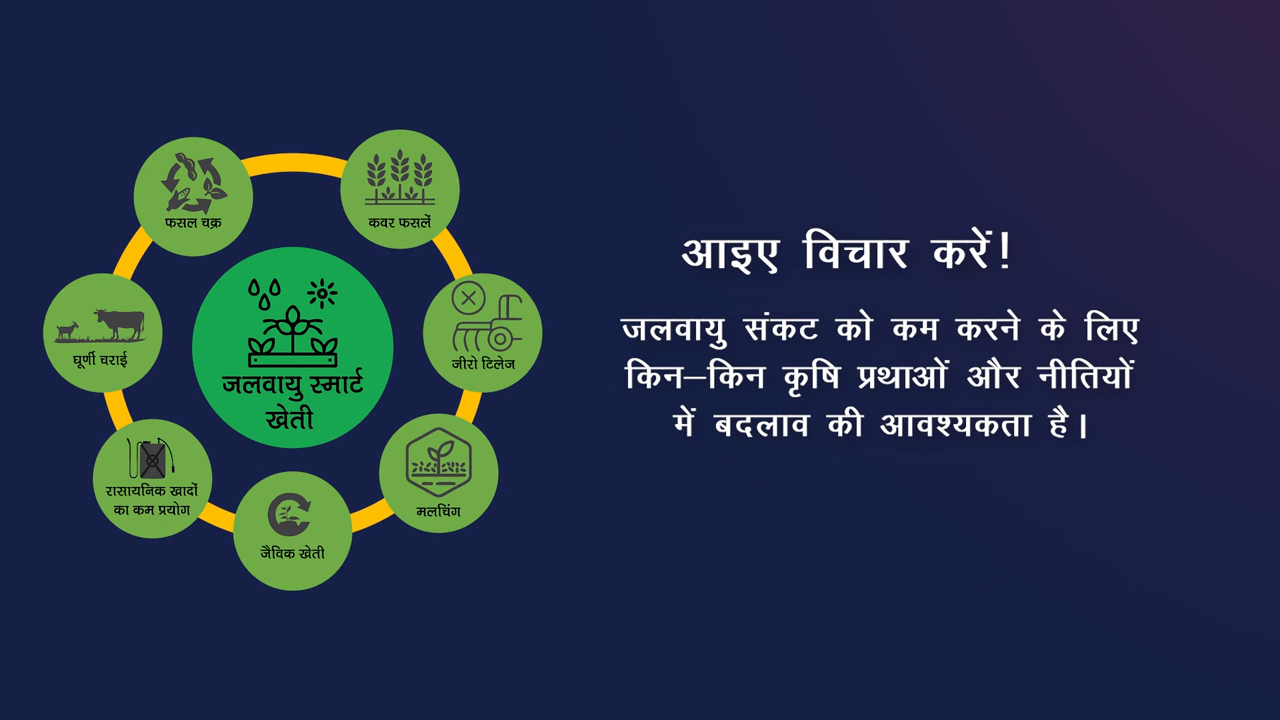 फसल चक्र
कवर फसलें
घूर्णी चराई
जीरो टिलेज
जलवायु स्मार्ट
खेती
रासायनिक खादों
का कम प्रयोग
मलचिंग
जैविक खेती
आइए विचार करें!
जलवायु संकट को कम करने के लिए
किन–किन कृषि प्रथाओं और नीतियों
में बदलाव की आवश्यकता है।